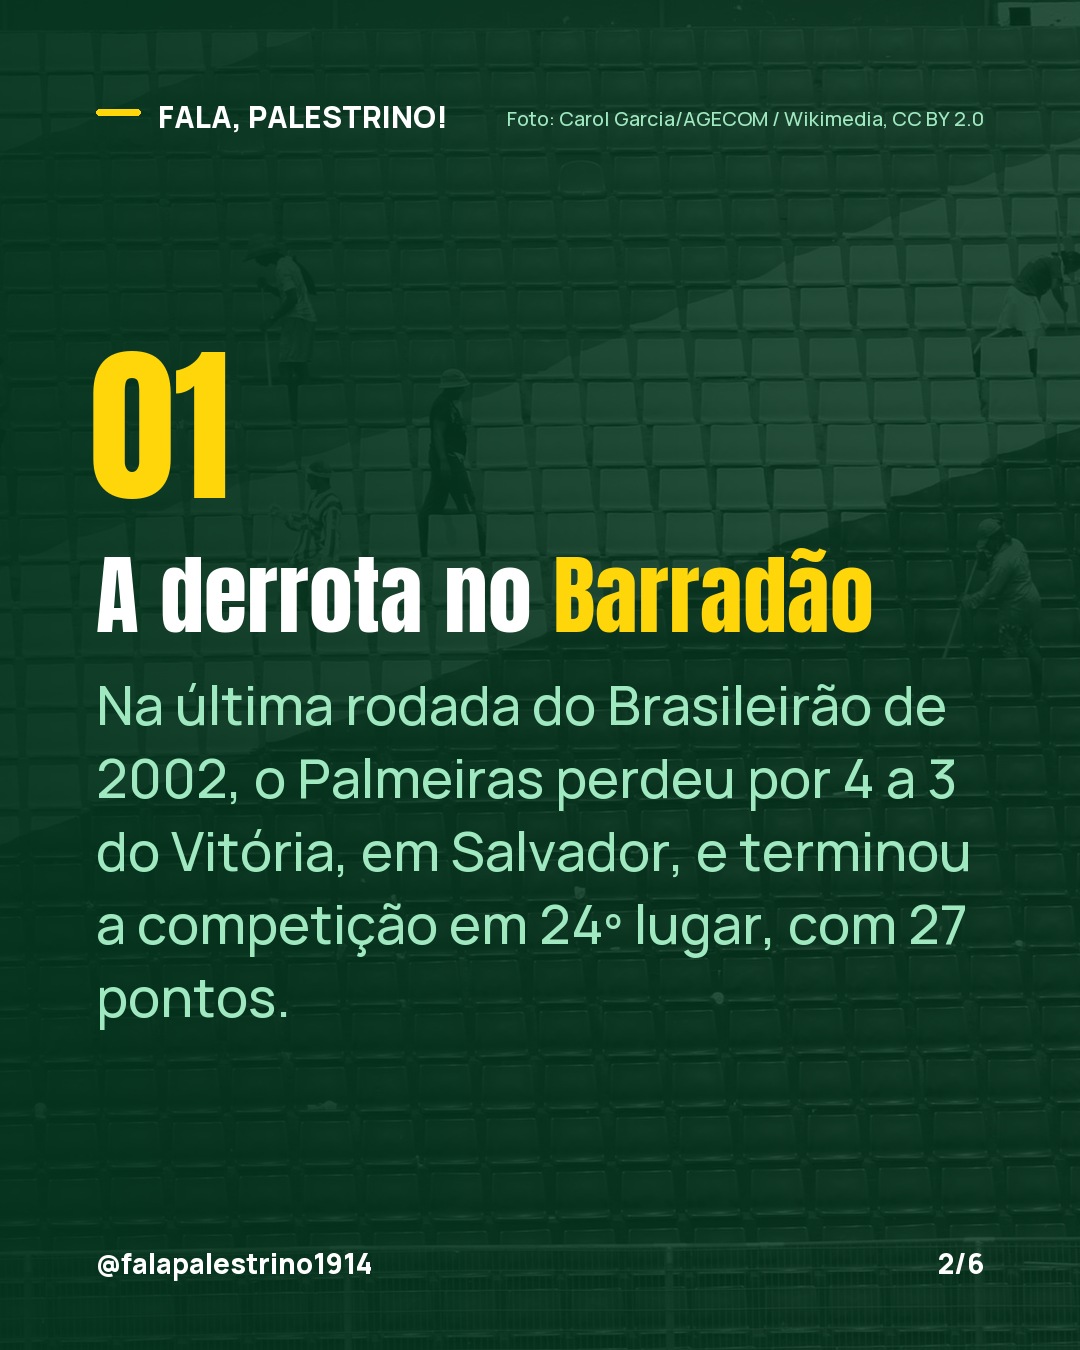 FALA, PALESTRINO!
Foto: Carol Garcia/AGECOM / Wikimedia, CC BY 2.0
01
A derrota no Barradão
Na última rodada do Brasileirão de
2002, o Palmeiras perdeu por 4 a 3
do Vitória, em Salvador, e terminou
a competição em 24º lugar, com 27
pontos.
@falapalestrino1914
2/6